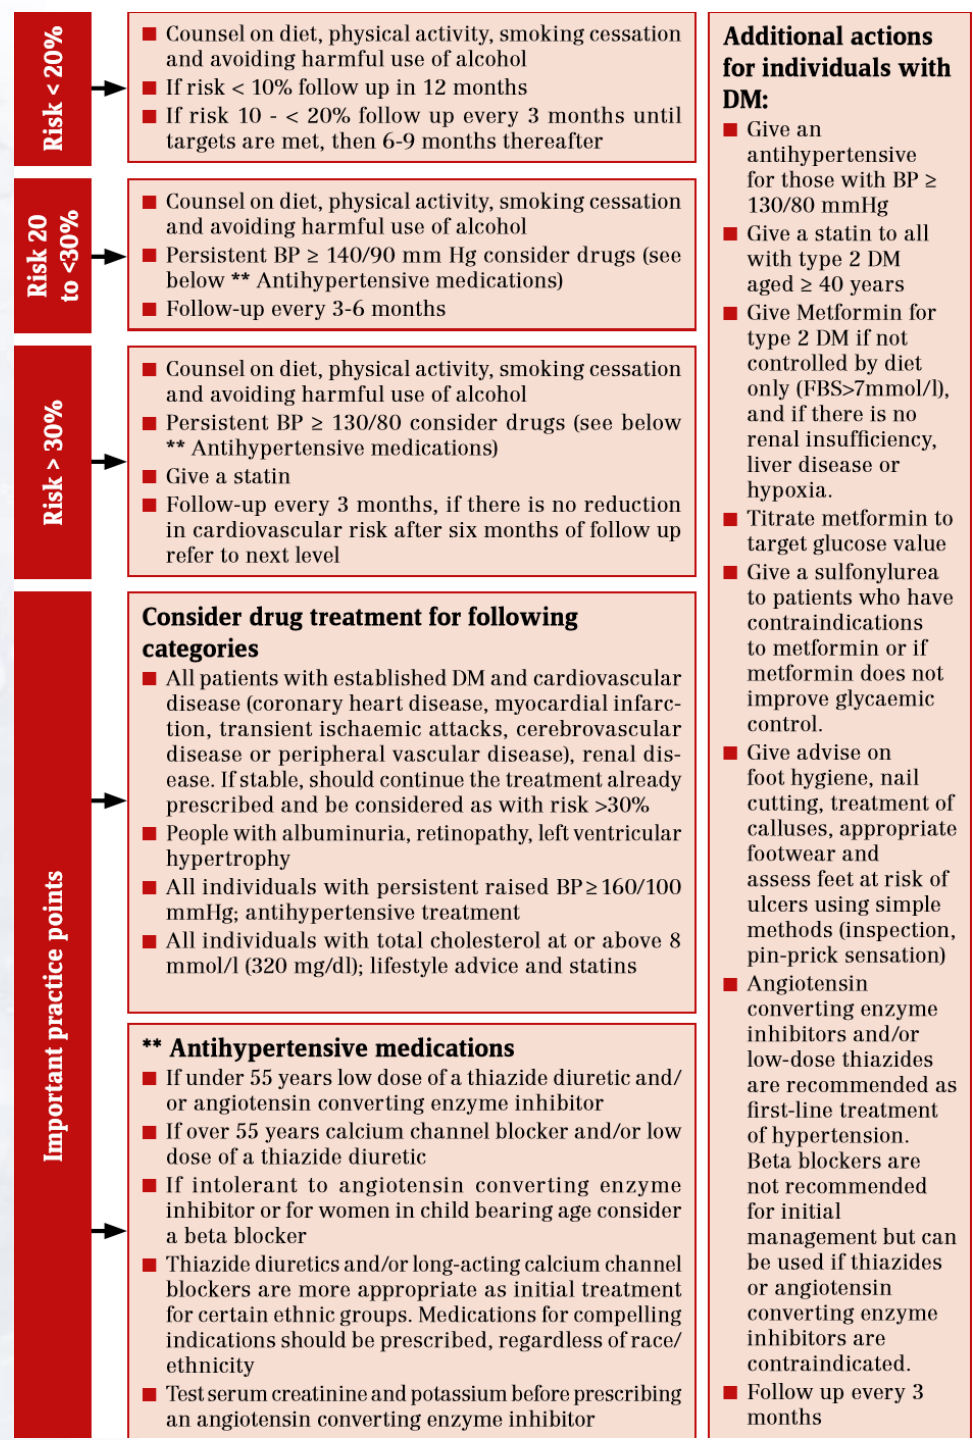 Risk < 20%
■ Counsel on diet, physical activity, smoking cessation
and avoiding harmful use of alcohol
■ If risk < 10% follow up in 12 months
■ If risk 10 - < 20% follow up every 3 months until
targets are met, then 6-9 months thereafter
Risk 20
to <30%
■ Counsel on diet, physical activity, smoking cessation
and avoiding harmful use of alcohol
■ Persistent BP ≥ 140/90 mm Hg consider drugs (see
below ** Antihypertensive medications)
■ Follow-up every 3-6 months
Risk > 30%
■ Counsel on diet, physical activity, smoking cessation
and avoiding harmful use of alcohol
■ Persistent BP ≥ 130/80 consider drugs (see below
** Antihypertensive medications)
■ Give a statin
■ Follow-up every 3 months, if there is no reduction
in cardiovascular risk after six months of follow up
refer to next level
Important practice points
Consider drug treatment for following
categories
■ All patients with established DM and cardiovascular
disease (coronary heart disease, myocardial infarc-
tion, transient ischaemic attacks, cerebrovascular
disease or peripheral vascular disease), renal dis-
ease. If stable, should continue the treatment already
prescribed and be considered as with risk >30%
■ People with albuminuria, retinopathy, left ventricular
hypertrophy
■ All individuals with persistent raised BP ≥ 160/100
mmHg; antihypertensive treatment
■ All individuals with total cholesterol at or above 8
mmol/l (320 mg/dl); lifestyle advice and statins
** Antihypertensive medications
■ If under 55 years low dose of a thiazide diuretic and/
or angiotensin converting enzyme inhibitor
■ If over 55 years calcium channel blocker and/or low
dose of a thiazide diuretic
■ If intolerant to angiotensin converting enzyme
inhibitor or for women in child bearing age consider
a beta blocker
■ Thiazide diuretics and/or long-acting calcium channel
blockers are more appropriate as initial treatment
for certain ethnic groups. Medications for compelling
indications should be prescribed, regardless of race/
ethnicity
■ Test serum creatinine and potassium before prescribing
an angiotensin converting enzyme inhibitor
Additional actions
for individuals with
DM:
■ Give an
antihypertensive
for those with BP ≥
130/80 mmHg
■ Give a statin to all
with type 2 DM
aged ≥ 40 years
■ Give Metformin for
type 2 DM if not
controlled by diet
only (FBS>7mmol/l),
and if there is no
renal insufficiency,
liver disease or
hypoxia.
■ Titrate metformin to
target glucose value
■ Give a sulfonylurea
to patients who have
contraindications
to metformin or if
metformin does not
improve glycaemic
control.
■ Give advise on
foot hygiene, nail
cutting, treatment of
calluses, appropriate
footwear and
assess feet at risk of
ulcers using simple
methods (inspection,
pin-prick sensation)
■ Angiotensin
converting enzyme
inhibitors and/or
low-dose thiazides
are recommended as
first-line treatment
of hypertension.
Beta blockers are
not recommended
for initial
management but can
be used if thiazides
or angiotensin
converting enzyme
inhibitors are
contraindicated.
■ Follow up every 3
months